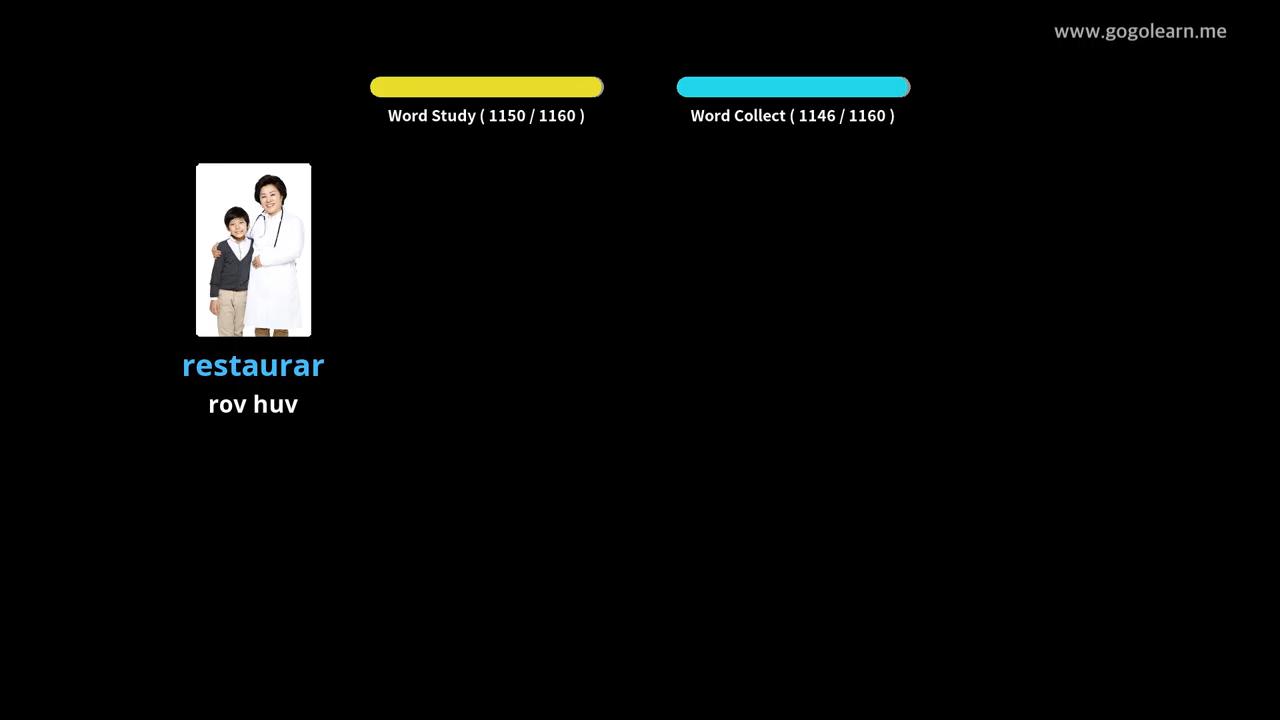 www.gogolearn.me
Word Study ( 1150 / 1160 )
Word Collect ( 1146 / 1160 )
restaurar
rov huv